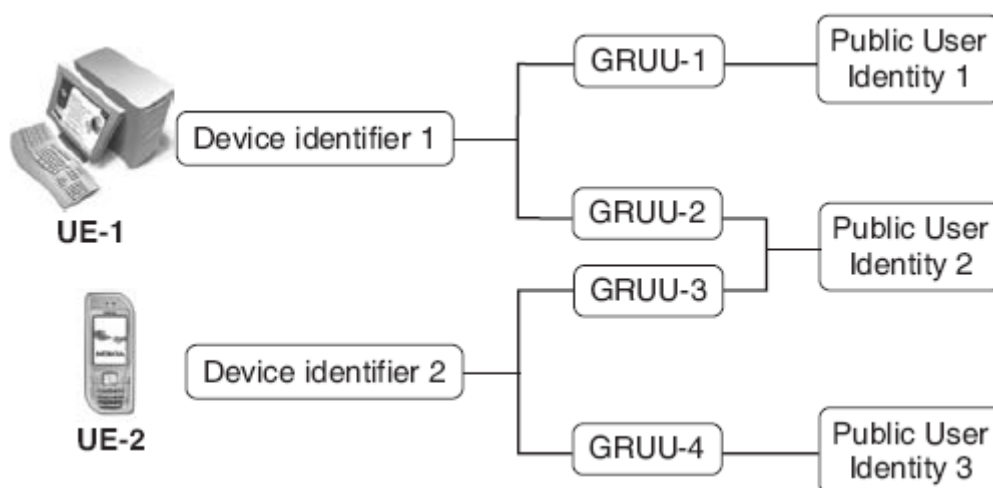 GRUU-1
Public User
Identity 1
Device identifier 1
UE-1
GRUU-2
Public User
Identity 2
GRUU-3
NOKIA
Device identifier 2
UE-2
GRUU-4
Public User
Identity 3